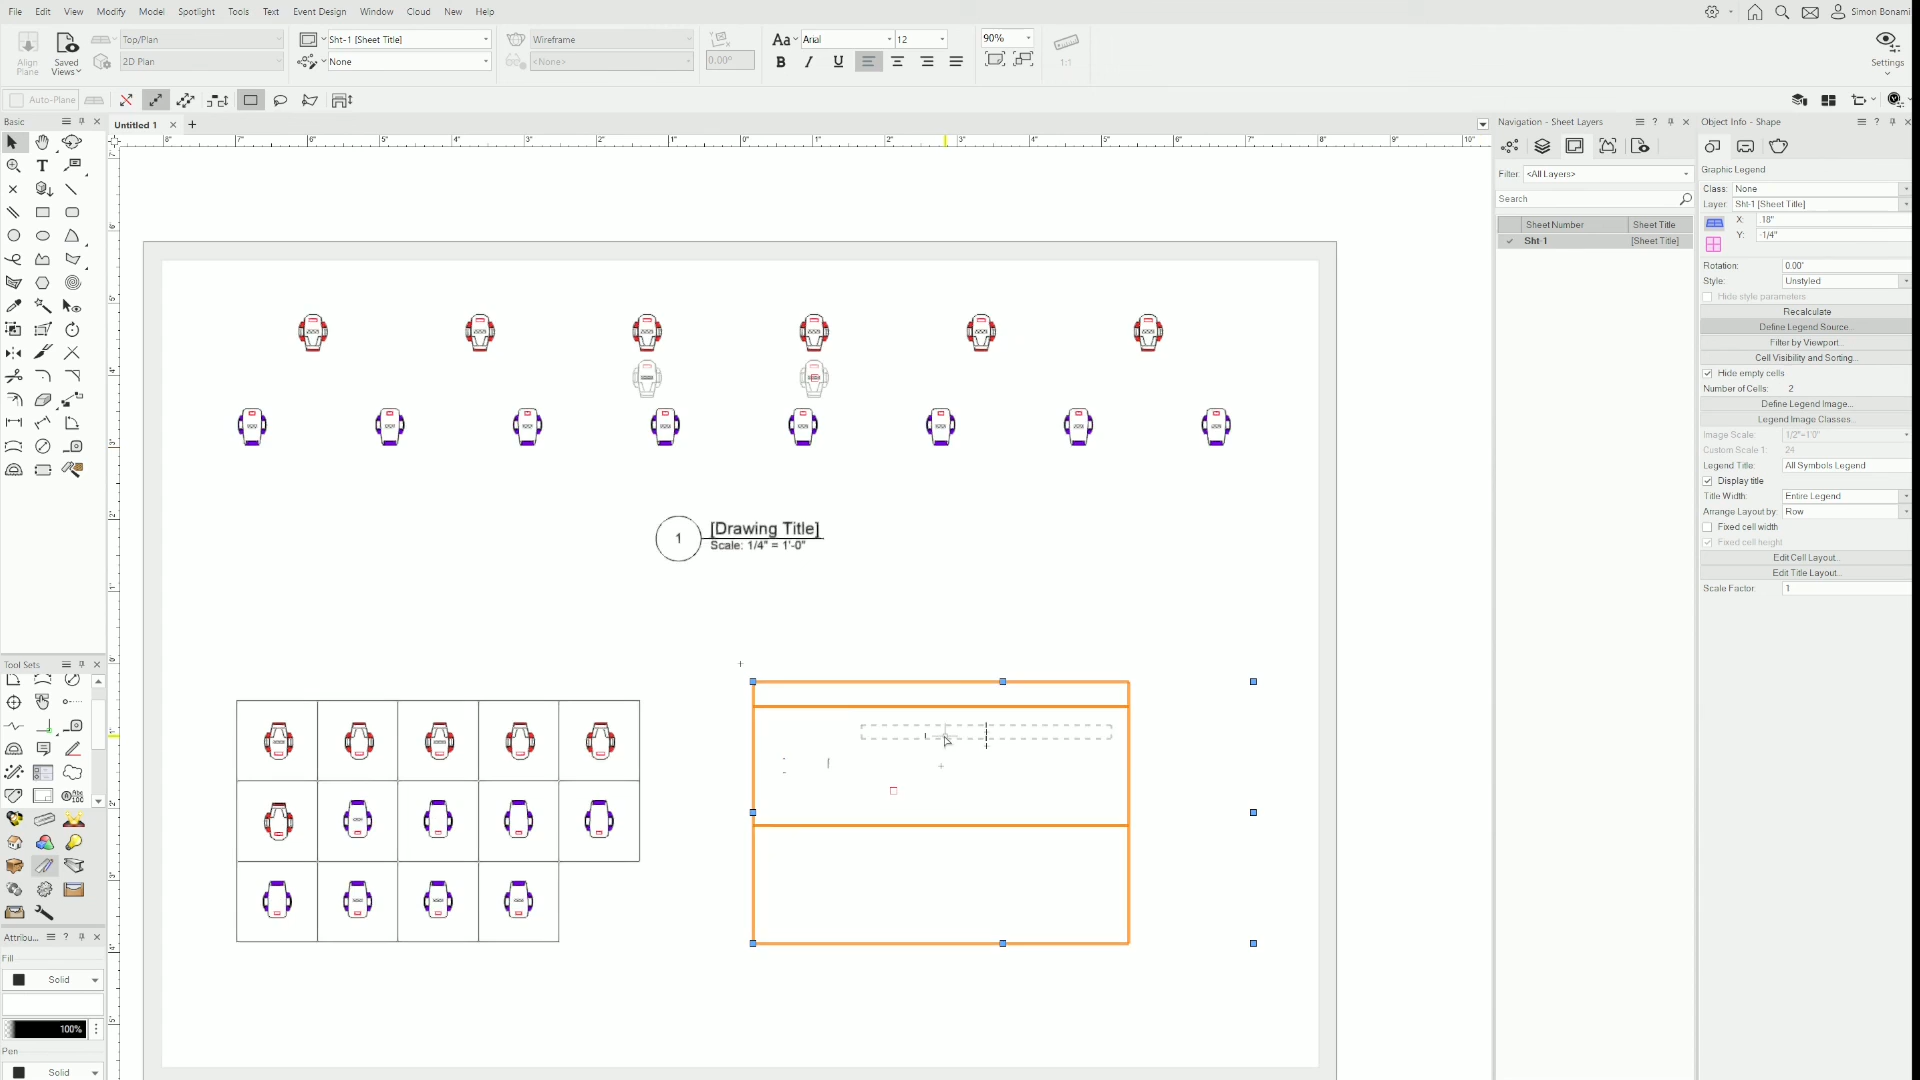 File Edit View Modify Model Spotlight Tools Text Event Design Window Cloud New Help
Simon Bonami
Align Plane
Saved Views
Top/Plan
2D Plan
Sht-1 [Sheet Title]
None
Wireframe
<None>
0.00°
Aa
Arial
12
B I U
90%
1:1
Settings
Auto-Plane
Basic
Untitled 1
Navigation - Sheet Layers
Filter: <All Layers>
Search
Sheet Number Sheet Title
Sht-1 [Sheet Title]
Object Info - Shape
Graphic Legend
Class: None
Layer: Sht-1 [Sheet Title]
X: .18"
Y: -1/4"
Rotation: 0.00°
Style: Unstyled
Hide style parameters
Recalculate
Define Legend Source...
Filter by Viewport...
Cell Visibility and Sorting...
Hide empty cells
Number of Cells: 2
Define Legend Image...
Legend Image Classes...
Image Scale: 1/2"=1'0"
Custom Scale 1: 24
Legend Title: All Symbols Legend
Display title
Title Width: Entire Legend
Arrange Layout by: Row
Fixed cell width
Fixed cell height
Edit Cell Layout...
Edit Title Layout...
Scale Factor: 1
1
[Drawing Title]
Scale: 1/4" = 1'-0"
Tool Sets
Attribu...
Fill
Solid
100%
Pen
Solid